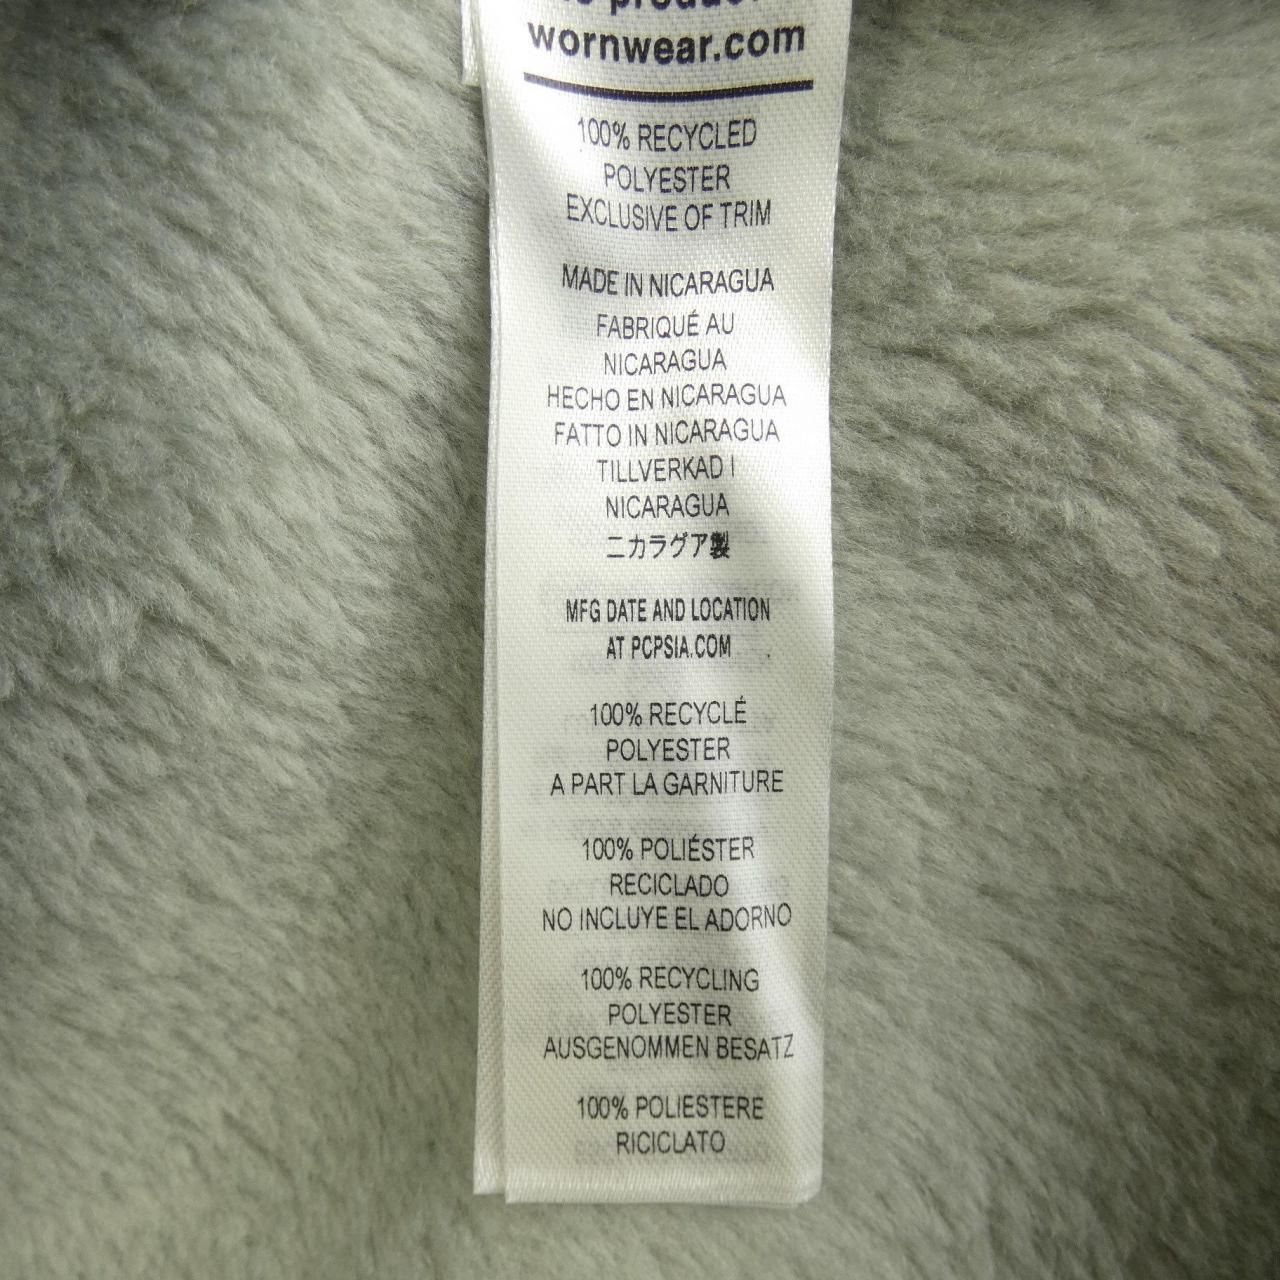 product
wornwear.com
100% RECYCLED
POLYESTER
EXCLUSIVE OF TRIM
MADE IN NICARAGUA
FABRIQUÉ AU
NICARAGUA
HECHO EN NICARAGUA
FATTO IN NICARAGUA
TILLVERKAD I
NICARAGUA
ニカラグア製
MFG DATE AND LOCATION
AT PCPSIA.COM
100% RECYCLÉ
POLYESTER
A PART LA GARNITURE
100% POLIÉSTER
RECICLADO
NO INCLUYE EL ADORNO
100% RECYCLING
POLYESTER
AUSGENOMMEN BESATZ
100% POLIESTERE
RICICLATO